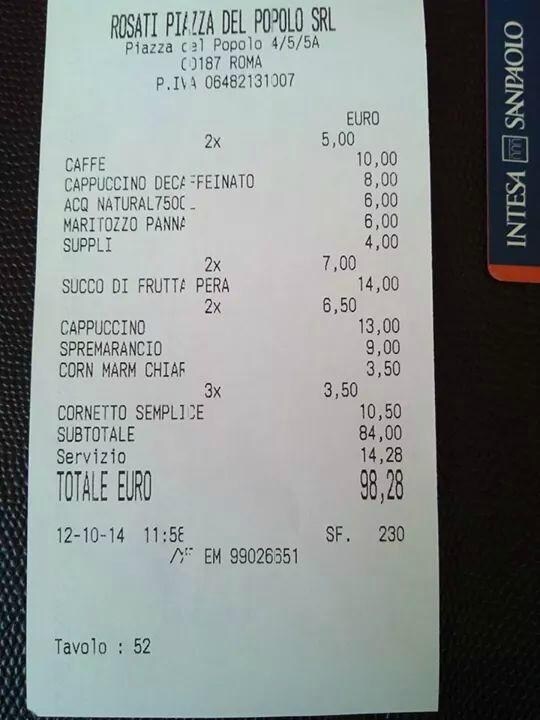 ROSATI PIAZZA DEL POPOLO SRL
Piazza del Popolo 4/5/5A
00187 ROMA
P.IVA 06482131007
EURO
2x 5,00
CAFFE 10,00
CAPPUCCINO DECAFFEINATO 8,00
ACQ NATURAL750CL 6,00
MARITOZZO PANNA 6,00
SUPPLI 4,00
2x 7,00
SUCCO DI FRUTTA PERA 14,00
2x 6,50
CAPPUCCINO 13,00
SPREMARANCIO 9,00
CORN MARM CHIAR 3,50
3x 3,50
CORNETTO SEMPLICE 10,50
SUBTOTALE 84,00
Servizio 14,28
TOTALE EURO 98,28
12-10-14 11:58 SF. 230
EM 99026651
Tavolo : 52
INTESA SANPAOLO